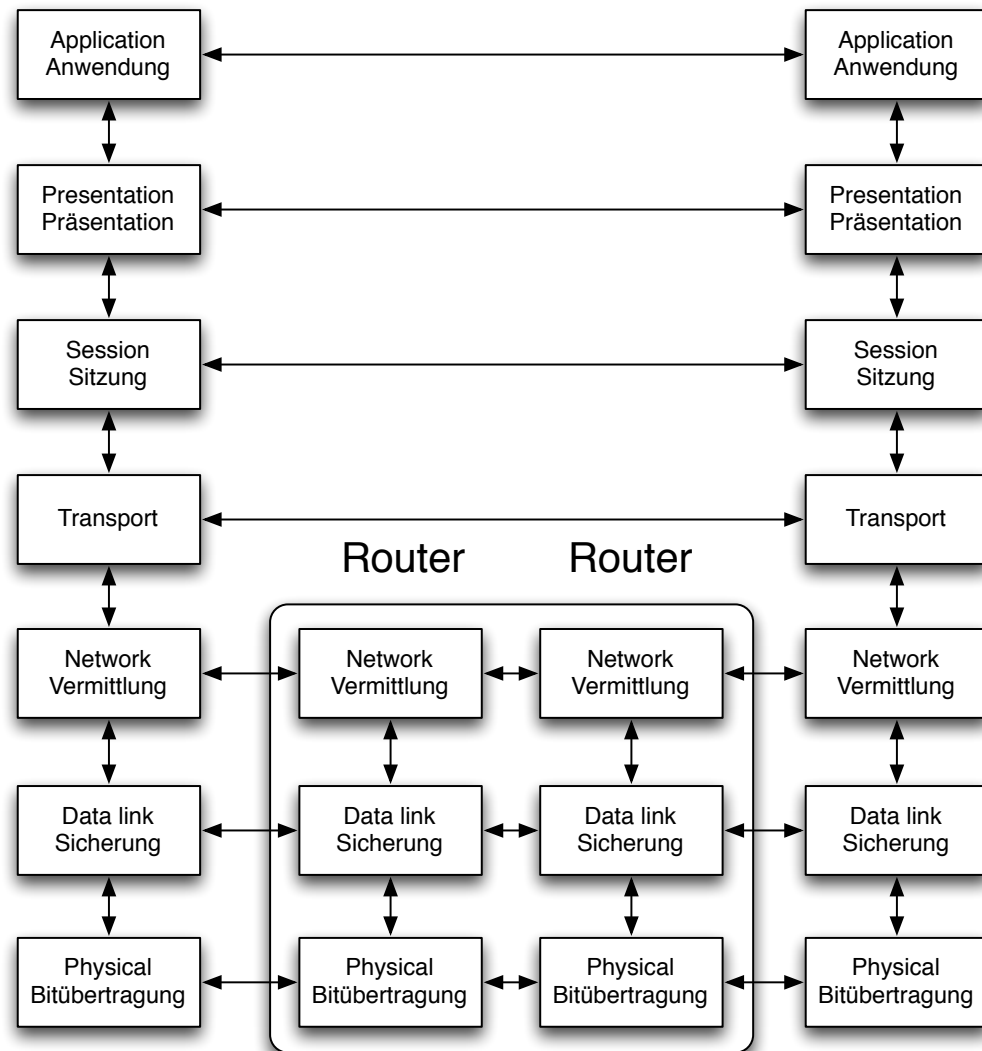 Application
Anwendung
Application
Anwendung
Presentation
Präsentation
Presentation
Präsentation
Session
Sitzung
Session
Sitzung
Transport
Transport
Router
Router
Network
Vermittlung
Network
Vermittlung
Network
Vermittlung
Network
Vermittlung
Data link
Sicherung
Data link
Sicherung
Data link
Sicherung
Data link
Sicherung
Physical
Bitübertragung
Physical
Bitübertragung
Physical
Bitübertragung
Physical
Bitübertragung